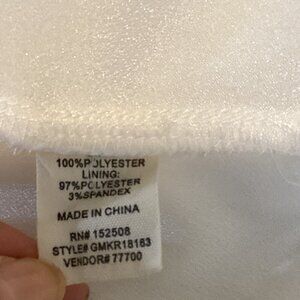 100%POLYESTER
LINING:
97%POLYESTER
3%SPANDEX
MADE IN CHINA
RN# 152508
STYLE# GMKR18163
VENDOR# 77700